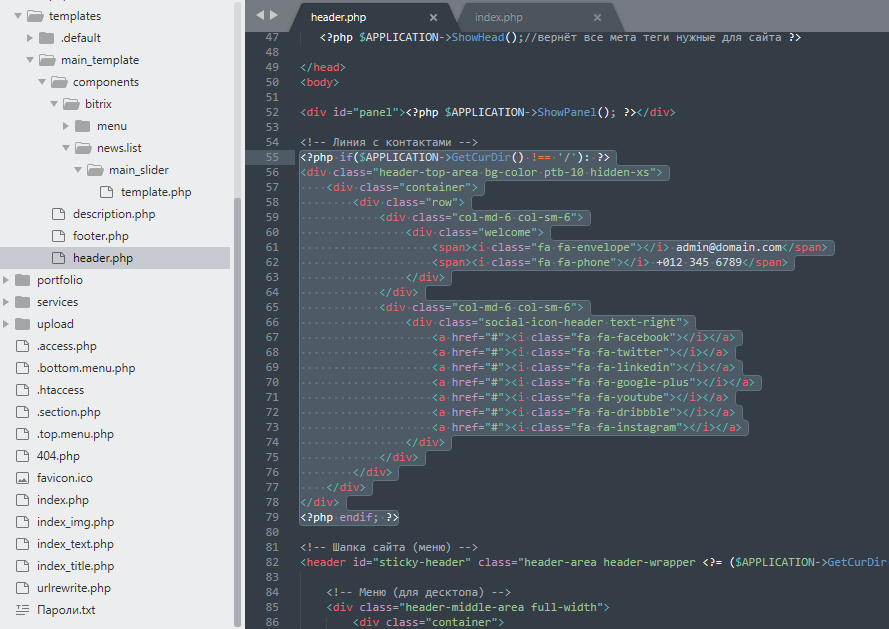 templates
.default
main_template
components
bitrix
menu
news.list
main_slider
template.php
description.php
footer.php
header.php
portfolio
services
upload
.access.php
.bottom.menu.php
.htaccess
.section.php
.top.menu.php
404.php
favicon.ico
index.php
index_img.php
index_text.php
index_title.php
urlrewrite.php
Пароли.txt
header.php × index.php ×
47 <?php $APPLICATION->ShowHead();//вернёт все мета теги нужные для сайта ?>
48
49 </head>
50 <body>
51
52 <div id="panel"><?php $APPLICATION->ShowPanel(); ?></div>
53
54 <!-- Линия с контактами -->
55 <?php if($APPLICATION->GetCurDir() !== '/'): ?>
56 <div class="header-top-area bg-color ptb-10 hidden-xs">
57 <div class="container">
58 <div class="row">
59 <div class="col-md-6 col-sm-6">
60 <div class="welcome">
61 <span><i class="fa fa-envelope"></i> admin@domain.com</span>
62 <span><i class="fa fa-phone"></i> +012 345 6789</span>
63 </div>
64 </div>
65 <div class="col-md-6 col-sm-6">
66 <div class="social-icon-header text-right">
67 <a href="#"><i class="fa fa-facebook"></i></a>
68 <a href="#"><i class="fa fa-twitter"></i></a>
69 <a href="#"><i class="fa fa-linkedin"></i></a>
70 <a href="#"><i class="fa fa-google-plus"></i></a>
71 <a href="#"><i class="fa fa-youtube"></i></a>
72 <a href="#"><i class="fa fa-dribbble"></i></a>
73 <a href="#"><i class="fa fa-instagram"></i></a>
74 </div>
75 </div>
76 </div>
77 </div>
78 </div>
79 <?php endif; ?>
80
81 <!-- Шапка сайта (меню) -->
82 <header id="sticky-header" class="header-area header-wrapper <?= ($APPLICATION->GetCurDir
83
84 <!-- Меню (для десктопа) -->
85 <div class="header-middle-area full-width">
86 <div class="container">